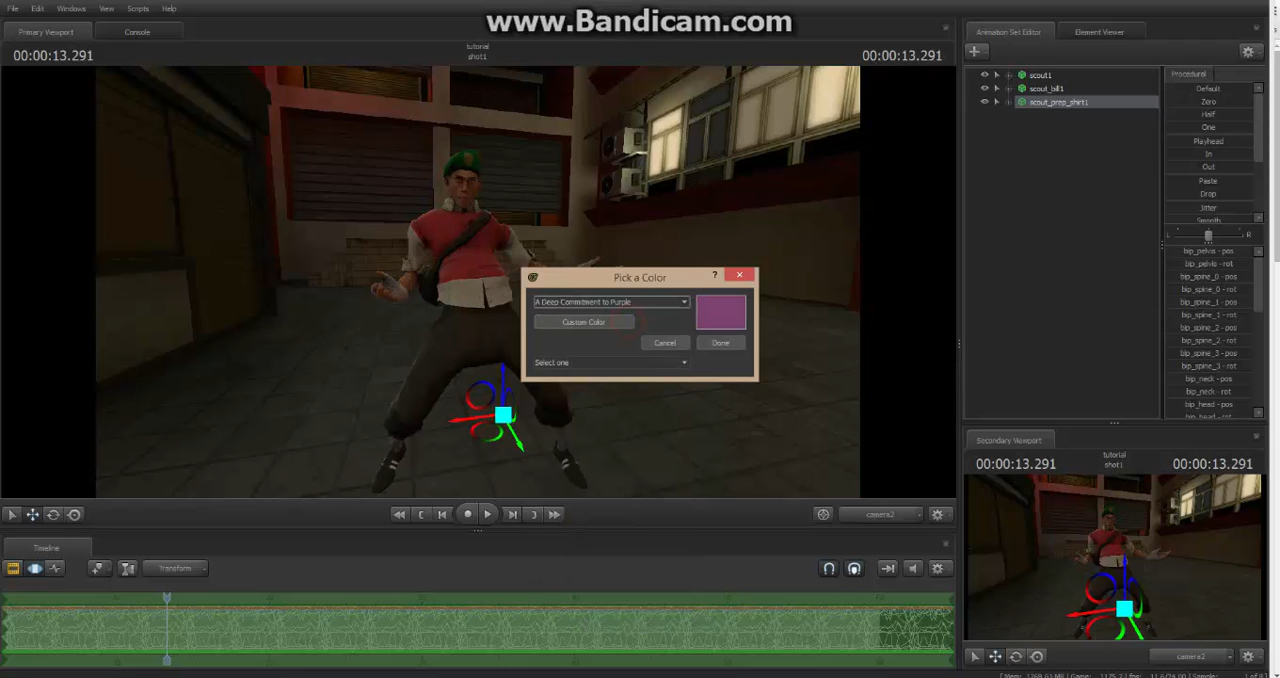 www.Bandicam.com
File Edit Windows View Scripts Help
Primary Viewport Console
00:00:13.291
tutorial
shot1
00:00:13.291
Animation Set Editor Element Viewer
scout1
scout_bill1
scout_prep_shirt1
Procedural
Default
Zero
Half
One
Playhead
In
Out
Paste
Drop
Jitter
Smooth
L R
bip_pelvis - pos
bip_pelvis - rot
bip_spine_0 - pos
bip_spine_0 - rot
bip_spine_1 - pos
bip_spine_1 - rot
bip_spine_2 - pos
bip_spine_2 - rot
bip_spine_3 - pos
bip_spine_3 - rot
bip_neck - pos
bip_neck - rot
bip_head - pos
bip_head - rot
Pick a Color
?
A Deep Commitment to Purple
Custom Color
Cancel Done
Select one
camera2
Timeline
Transform
Secondary Viewport
00:00:13.291
tutorial
shot1
00:00:13.291
camera2